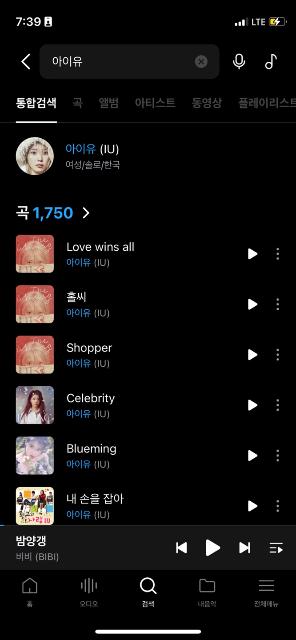 7:39
LTE
아이유
통합검색 곡 앨범 아티스트 동영상 플레이리스트
아이유 (IU)
여성/솔로/한국
곡 1,750
Love wins all
아이유 (IU)
홀씨
아이유 (IU)
Shopper
아이유 (IU)
Celebrity
아이유 (IU)
Blueming
아이유 (IU)
내 손을 잡아
아이유 (IU)
밤양갱
비비 (BIBI)
홈 오디오 검색 내음악 전체메뉴